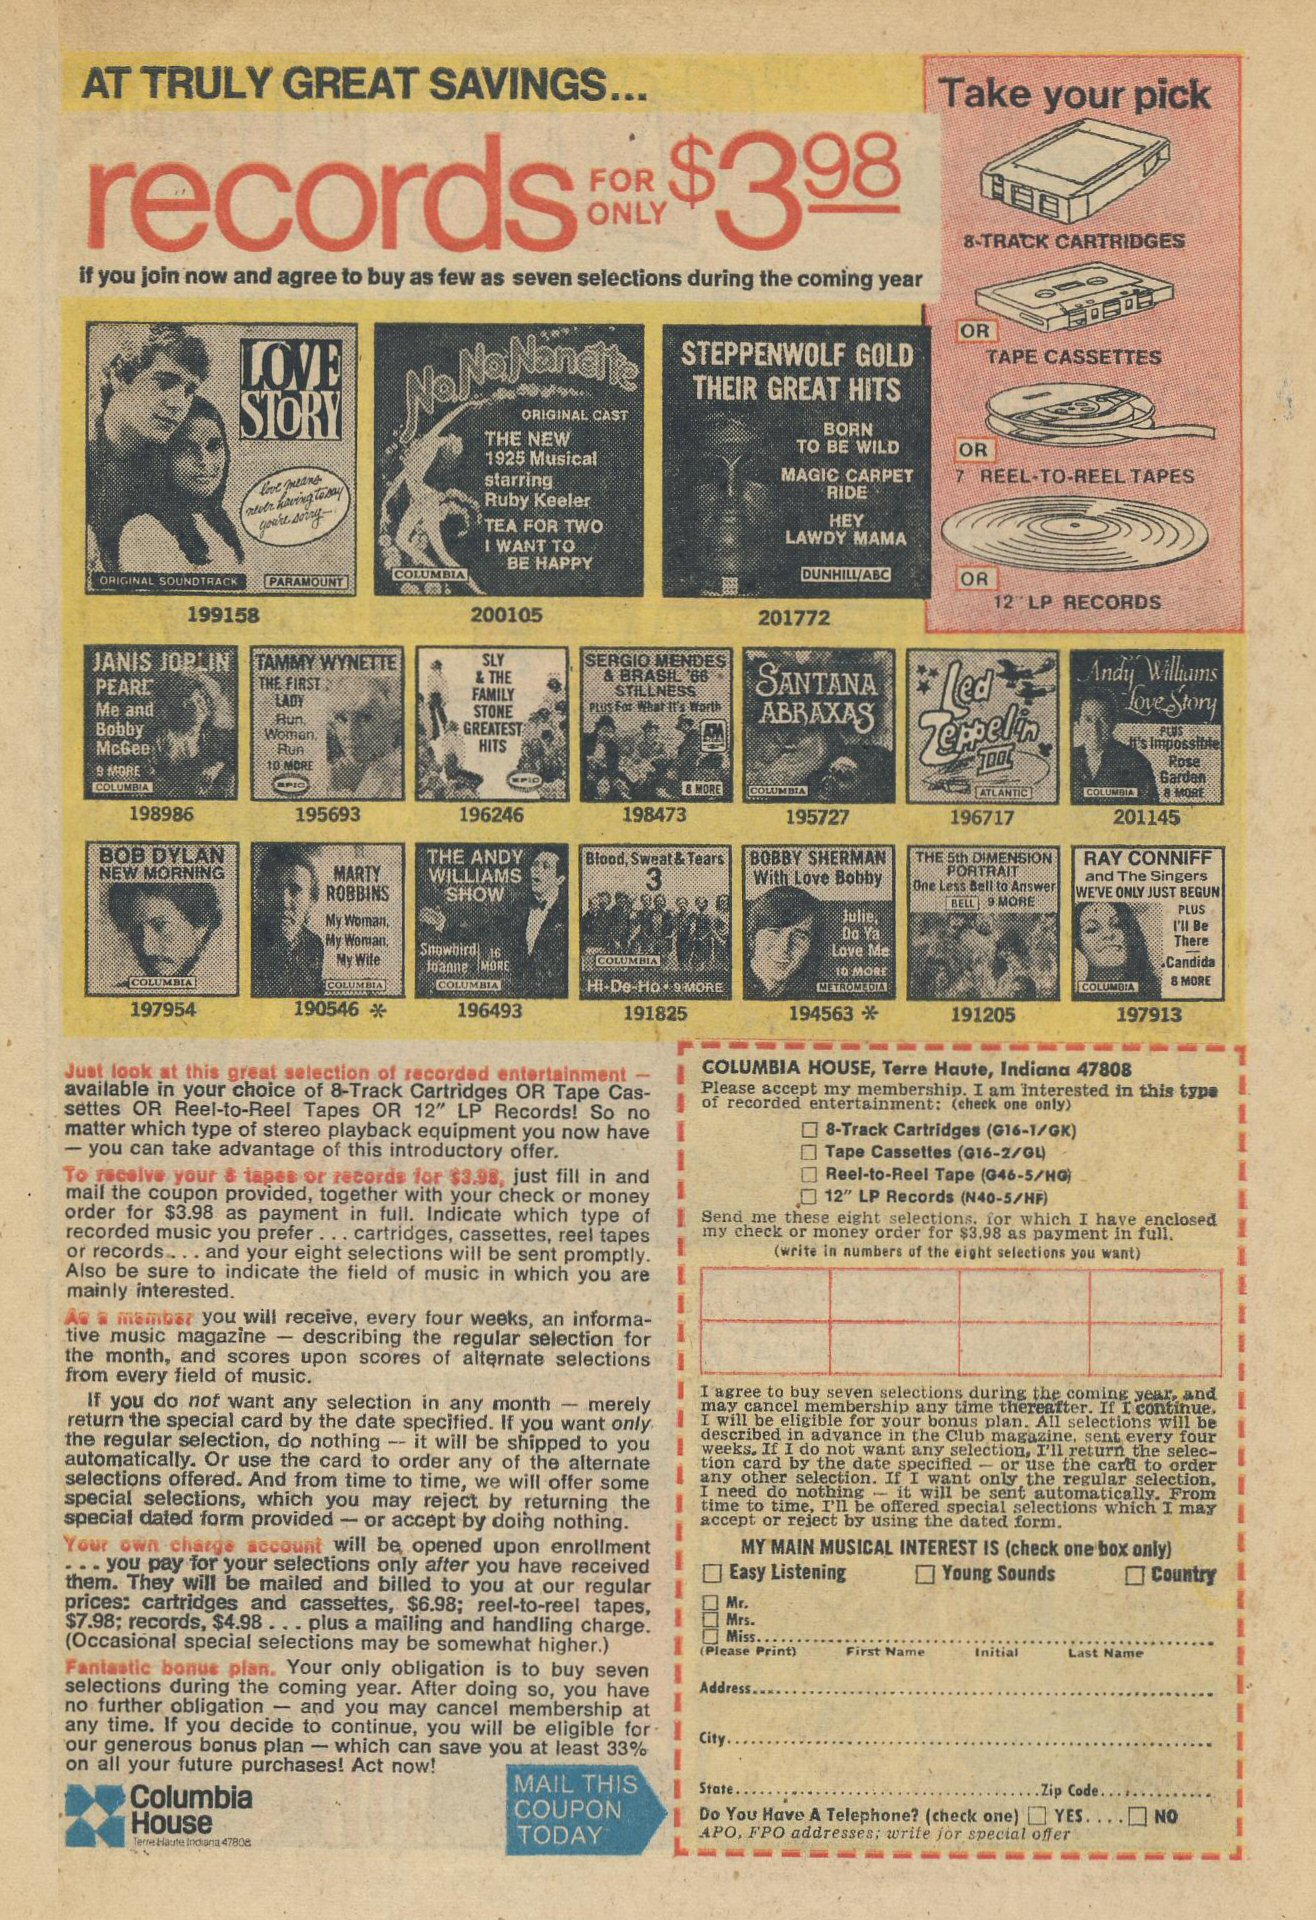 AT TRULY GREAT SAVINGS...
records FOR ONLY $3.98
if you join now and agree to buy as few as seven selections during the coming year
Take your pick
8-TRACK CARTRIDGES
OR
TAPE CASSETTES
OR
7 REEL-TO-REEL TAPES
OR
12" LP RECORDS
LOVE
STORY
love means
never having to say
you're sorry
ORIGINAL SOUNDTRACK
PARAMOUNT
199158
No, No, Nanette
ORIGINAL CAST
THE NEW
1925 Musical
starring
Ruby Keeler
TEA FOR TWO
I WANT TO
BE HAPPY
COLUMBIA
200105
STEPPENWOLF GOLD
THEIR GREAT HITS
BORN
TO BE WILD
MAGIC CARPET
RIDE
HEY
LAWDY MAMA
DUNHILL/ABC
201772
JANIS JOPLIN
PEARL
Me and
Bobby
McGee
9 MORE
COLUMBIA
198986
TAMMY WYNETTE
THE FIRST
LADY
Run,
Woman,
Run
10 MORE
EPIC
195693
SLY
& THE
FAMILY
STONE
GREATEST
HITS
EPIC
196246
SERGIO MENDES
& BRASIL '66
STILLNESS
PLUS For What It's Worth
A&M
8 MORE
198473
SANTANA
ABRAXAS
COLUMBIA
195727
Led
Zeppelin
III
ATLANTIC
196717
Andy Williams
Love Story
PLUS
It's Impossible
Rose
Garden
8 MORE
COLUMBIA
201145
BOB DYLAN
NEW MORNING
COLUMBIA
197954
MARTY
ROBBINS
My Woman,
My Woman,
My Wife
COLUMBIA
190546 *
THE ANDY
WILLIAMS
SHOW
Snowbird
Joanne
16
MORE
COLUMBIA
196493
Blood, Sweat & Tears
3
COLUMBIA
Hi-De-Ho • 9 MORE
191825
BOBBY SHERMAN
With Love Bobby
Julie,
Do Ya
Love Me
10 MORE
METROMEDIA
194563 *
THE 5th DIMENSION
PORTRAIT
One Less Bell to Answer
BELL 9 MORE
191205
RAY CONNIFF
and The Singers
WE'VE ONLY JUST BEGUN
PLUS
I'll Be
There
Candida
8 MORE
COLUMBIA
197913
Just look at this great selection of recorded entertainment —
available in your choice of 8-Track Cartridges OR Tape Cas-
settes OR Reel-to-Reel Tapes OR 12" LP Records! So no
matter which type of stereo playback equipment you now have
— you can take advantage of this introductory offer.
To receive your 8 tapes or records for $3.98, just fill in and
mail the coupon provided, together with your check or money
order for $3.98 as payment in full. Indicate which type of
recorded music you prefer . . . cartridges, cassettes, reel tapes
or records . . . and your eight selections will be sent promptly.
Also be sure to indicate the field of music in which you are
mainly interested.
As a member you will receive, every four weeks, an informa-
tive music magazine — describing the regular selection for
the month, and scores upon scores of alternate selections
from every field of music.
If you do not want any selection in any month — merely
return the special card by the date specified. If you want only
the regular selection, do nothing — it will be shipped to you
automatically. Or use the card to order any of the alternate
selections offered. And from time to time, we will offer some
special selections, which you may reject by returning the
special dated form provided — or accept by doing nothing.
Your own charge account will be opened upon enrollment
. . . you pay for your selections only after you have received
them. They will be mailed and billed to you at our regular
prices: cartridges and cassettes, $6.98; reel-to-reel tapes,
$7.98; records, $4.98 . . . plus a mailing and handling charge.
(Occasional special selections may be somewhat higher.)
Fantastic bonus plan. Your only obligation is to buy seven
selections during the coming year. After doing so, you have
no further obligation — and you may cancel membership at
any time. If you decide to continue, you will be eligible for
our generous bonus plan — which can save you at least 33%
on all your future purchases! Act now!
Columbia
House
Terre Haute Indiana 47808
MAIL THIS
COUPON
TODAY
COLUMBIA HOUSE, Terre Haute, Indiana 47808
Please accept my membership. I am interested in this type
of recorded entertainment: (check one only)
8-Track Cartridges (G16-1/GK)
Tape Cassettes (G16-2/GL)
Reel-to-Reel Tape (G46-5/HG)
12" LP Records (N40-5/HF)
Send me these eight selections, for which I have enclosed
my check or money order for $3.98 as payment in full.
(write in numbers of the eight selections you want)
I agree to buy seven selections during the coming year, and
may cancel membership any time thereafter. If I continue,
I will be eligible for your bonus plan. All selections will be
described in advance in the Club magazine, sent every four
weeks. If I do not want any selection, I'll return the selec-
tion card by the date specified — or use the card to order
any other selection. If I want only the regular selection,
I need do nothing — it will be sent automatically. From
time to time, I'll be offered special selections which I may
accept or reject by using the dated form.
MY MAIN MUSICAL INTEREST IS (check one box only)
Easy Listening Young Sounds Country
Mr.
Mrs.
Miss
(Please Print) First Name Initial Last Name
Address
City
State Zip Code
Do You Have A Telephone? (check one) YES.... NO
APO, FPO addresses: write for special offer